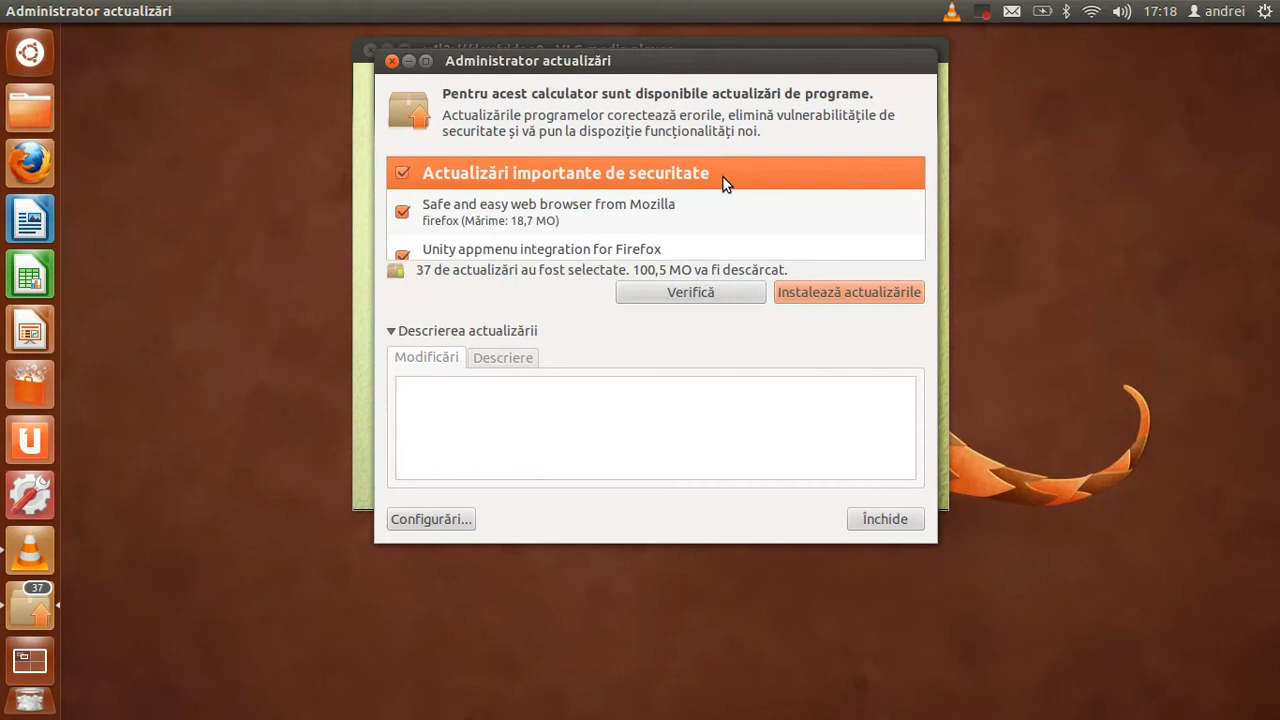 Administrator actualizări
17:18
andrei
Administrator actualizări
Pentru acest calculator sunt disponibile actualizări de programe.
Actualizările programelor corectează erorile, elimină vulnerabilitățile de
securitate și vă pun la dispoziție funcționalități noi.
Actualizări importante de securitate
Safe and easy web browser from Mozilla
firefox (Mărime: 18,7 MO)
Unity appmenu integration for Firefox
37 de actualizări au fost selectate. 100,5 MO va fi descărcat.
Verifică
Instalează actualizările
Descrierea actualizării
Modificări
Descriere
Configurări...
Închide
37